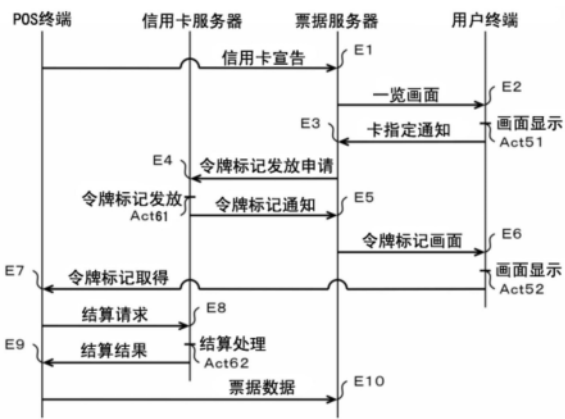 POS终端 信用卡服务器 票据服务器 用户终端
信用卡宣告 E1
一览画面 E2
E3 卡指定通知 画面显示
Act51
E4 令牌标记发放申请
令牌标记发放
Act61
令牌标记通知 E5
令牌标记画面 E6
E7 令牌标记取得 画面显示
Act52
结算请求 E8
E9 结算结果 结算处理
Act62
票据数据 E10